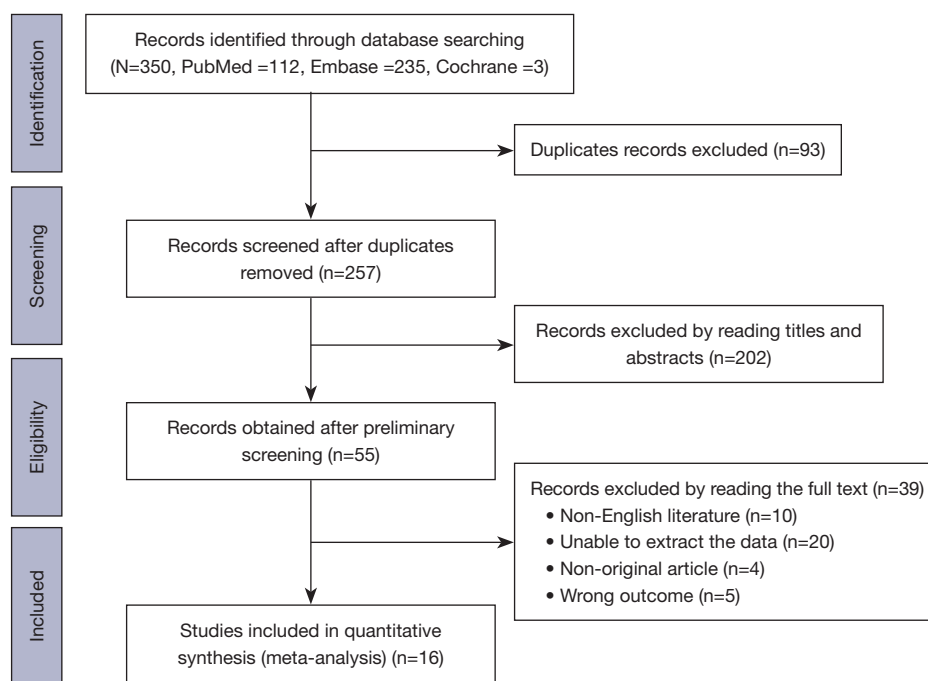 Identification
Records identified through database searching
(N=350, PubMed =112, Embase =235, Cochrane =3)
Duplicates records excluded (n=93)
Screening
Records screened after duplicates
removed (n=257)
Records excluded by reading titles and
abstracts (n=202)
Eligibility
Records obtained after preliminary
screening (n=55)
Records excluded by reading the full text (n=39)
• Non-English literature (n=10)
• Unable to extract the data (n=20)
• Non-original article (n=4)
• Wrong outcome (n=5)
Included
Studies included in quantitative
synthesis (meta-analysis) (n=16)